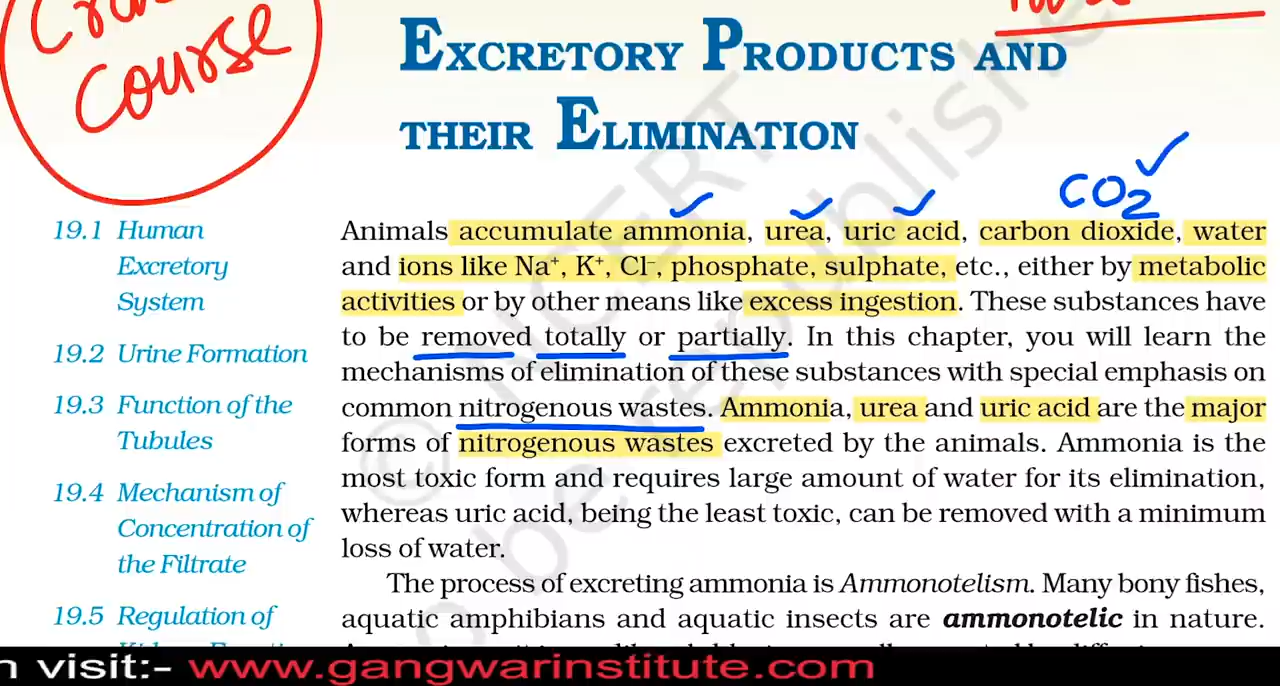 Course
EXCRETORY PRODUCTS AND
THEIR ELIMINATION
CO₂
19.1 Human
Excretory
System
19.2 Urine Formation
19.3 Function of the
Tubules
19.4 Mechanism of
Concentration of
the Filtrate
19.5 Regulation of
Animals accumulate ammonia, urea, uric acid, carbon dioxide, water
and ions like Na⁺, K⁺, Cl⁻, phosphate, sulphate, etc., either by metabolic
activities or by other means like excess ingestion. These substances have
to be removed totally or partially. In this chapter, you will learn the
mechanisms of elimination of these substances with special emphasis on
common nitrogenous wastes. Ammonia, urea and uric acid are the major
forms of nitrogenous wastes excreted by the animals. Ammonia is the
most toxic form and requires large amount of water for its elimination,
whereas uric acid, being the least toxic, can be removed with a minimum
loss of water.
The process of excreting ammonia is Ammonotelism. Many bony fishes,
aquatic amphibians and aquatic insects are ammonotelic in nature.
© NCERT
be republishe
visit:- www.gangwarinstitute.com